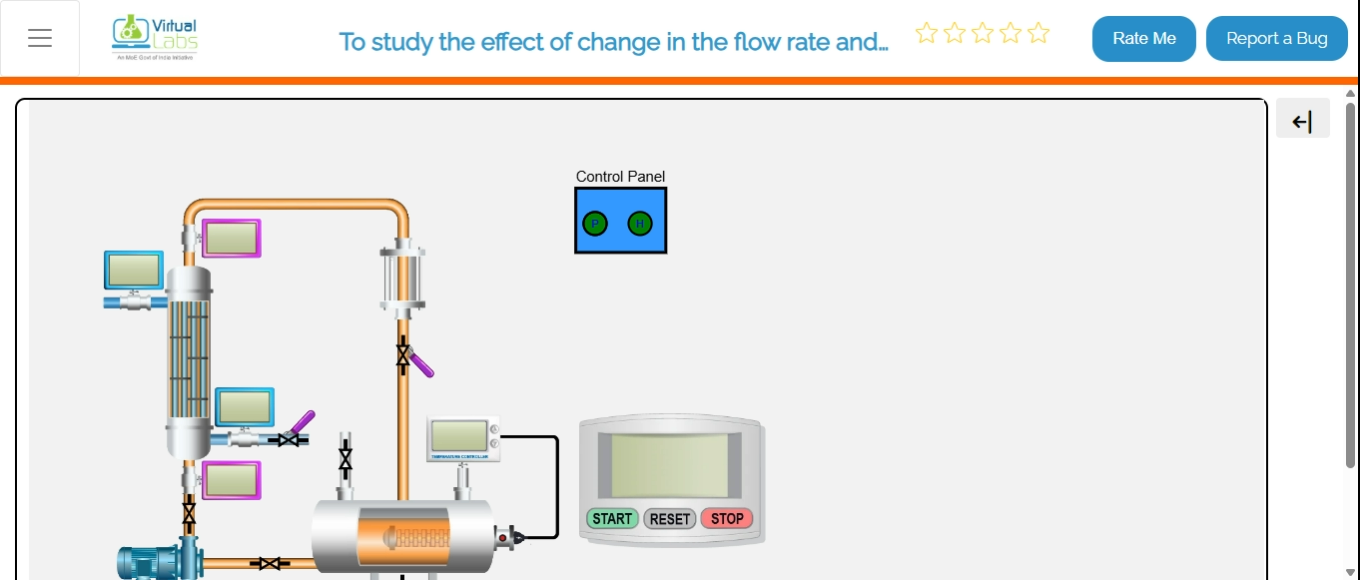 Virtual
Labs
An MoE Govt of India Initiative
To study the effect of change in the flow rate and...
Rate Me
Report a Bug
Control Panel
P H
TEMPERATURE CONTROLLER
START RESET STOP